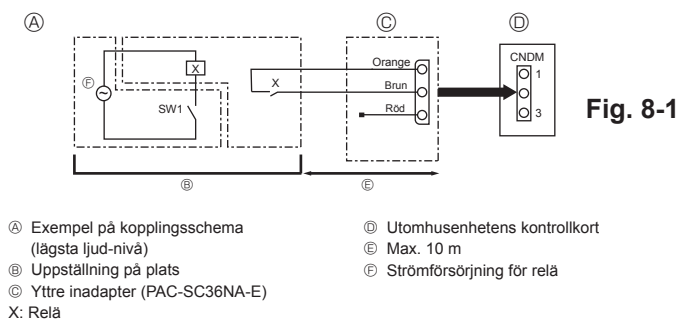 Ⓐ
Ⓒ
Ⓓ
Orange
CNDM
X
1
Ⓕ
X
Brun
SW1
Röd
3
Fig. 8-1
Ⓑ
Ⓔ
Ⓐ Exempel på kopplingsschema
(lägsta ljud-nivå)
Ⓑ Uppställning på plats
Ⓒ Yttre inadapter (PAC-SC36NA-E)
X: Relä
Ⓓ Utomhusenhetens kontrollkort
Ⓔ Max. 10 m
Ⓕ Strömförsörjning för relä